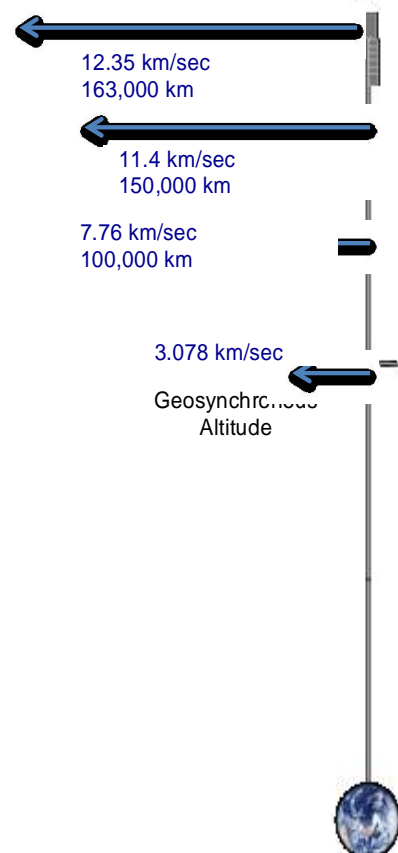 12.35 km/sec
163,000 km
11.4 km/sec
150,000 km
7.76 km/sec
100,000 km
3.078 km/sec
Geosynchronous
Altitude